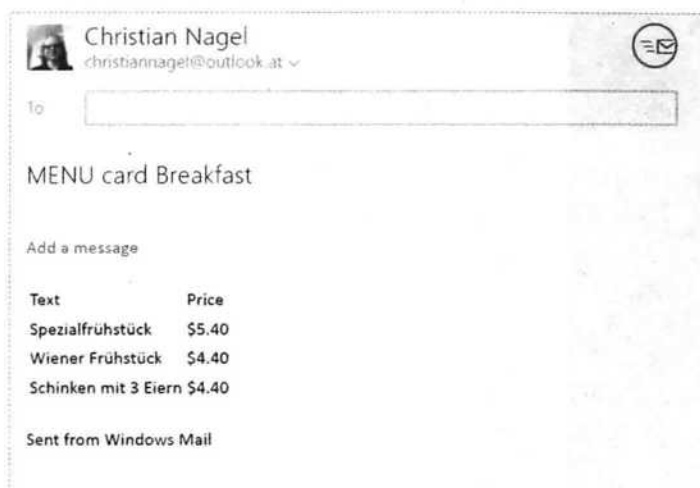 Christian Nagel
christiannagel@outlook.at
To
MENU card Breakfast
Add a message
Text Price
Spezialfrühstück $5.40
Wiener Frühstück $4.40
Schinken mit 3 Eiern $4.40
Sent from Windows Mail